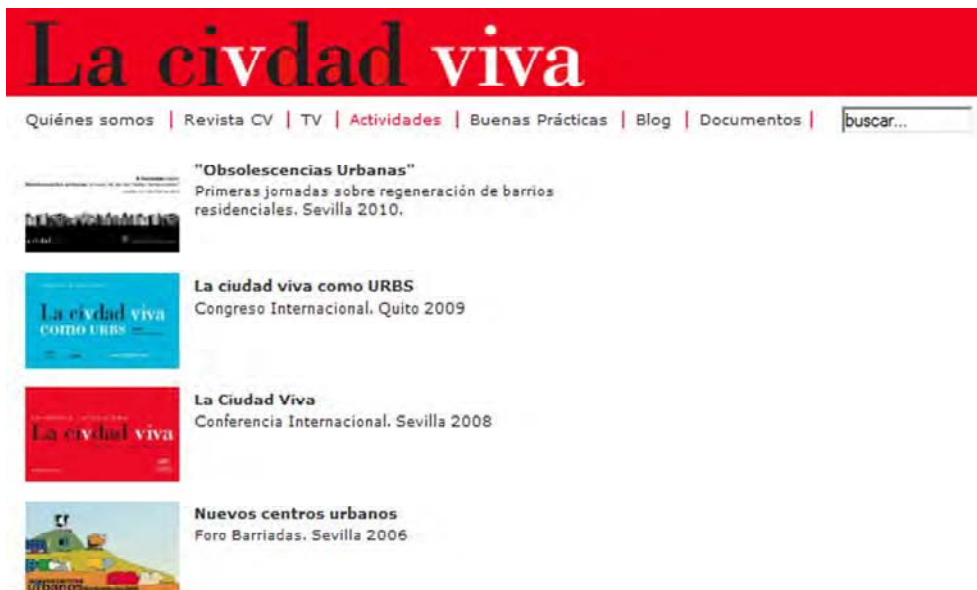 La civdad viva
Quiénes somos | Revista CV | TV | Actividades | Buenas Prácticas | Blog | Documentos | buscar...
"Obsolescencias Urbanas"
Primeras jornadas sobre regeneración de barrios
residenciales. Sevilla 2010.
La ciudad viva como URBS
Congreso Internacional. Quito 2009
La civdad viva
como URBS
La Ciudad Viva
Conferencia Internacional. Sevilla 2008
La civdad viva
Nuevos centros urbanos
Foro Barriadas. Sevilla 2006
urbanos